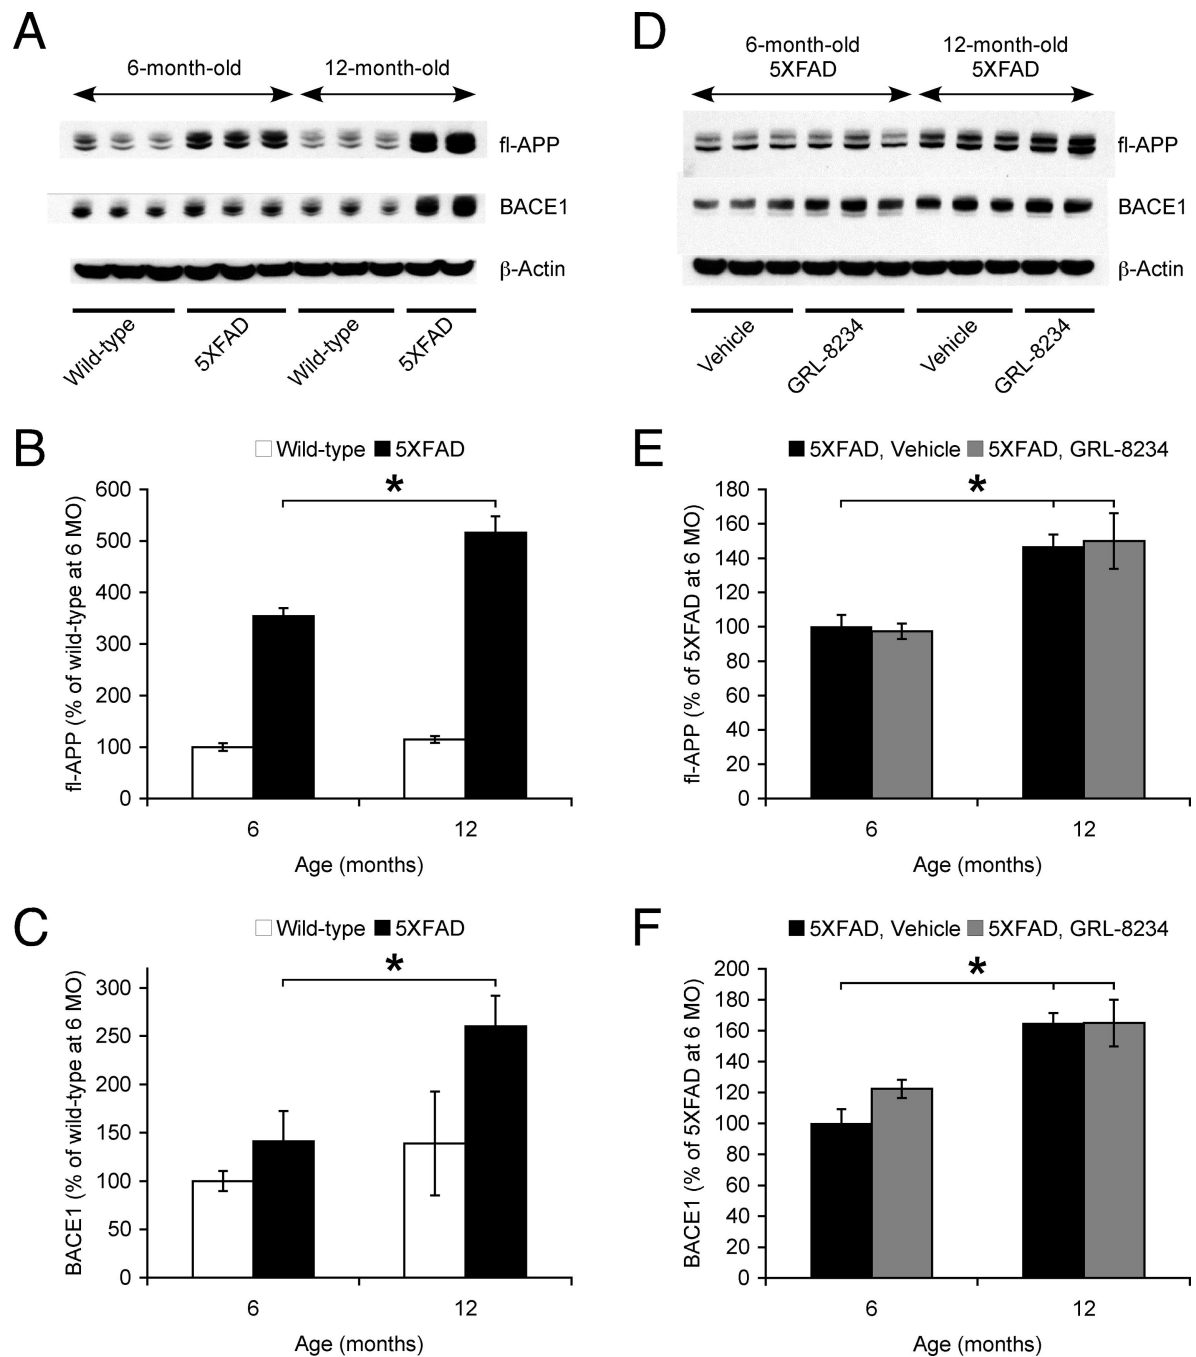 A
6-month-old
12-month-old
fl-APP
BACE1
β-Actin
Wild-type
5XFAD
Wild-type
5XFAD
D
6-month-old
5XFAD
12-month-old
5XFAD
fl-APP
BACE1
β-Actin
Vehicle
GRL-8234
Vehicle
GRL-8234
B
Wild-type 5XFAD
*
fl-APP (% of wild-type at 6 MO)
600
500
400
300
200
100
0
6
12
Age (months)
E
5XFAD, Vehicle 5XFAD, GRL-8234
*
fl-APP (% of 5XFAD at 6 MO)
180
160
140
120
100
80
60
40
20
0
6
12
Age (months)
C
Wild-type 5XFAD
*
BACE1 (% of wild-type at 6 MO)
300
250
200
150
100
50
0
6
12
Age (months)
F
5XFAD, Vehicle 5XFAD, GRL-8234
*
BACE1 (% of 5XFAD at 6 MO)
200
180
160
140
120
100
80
60
40
20
0
6
12
Age (months)